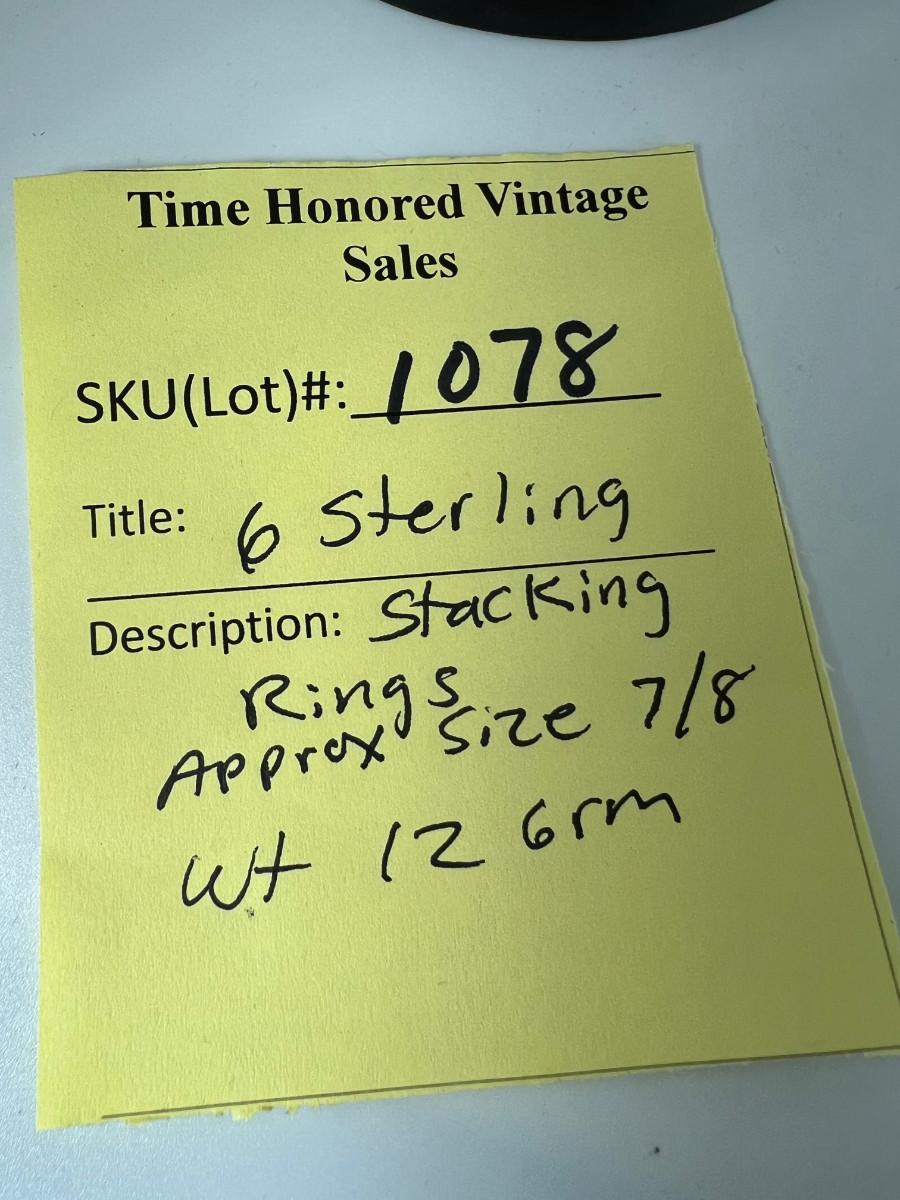 Time Honored Vintage
Sales
SKU(Lot)#: 1078
Title: 6 Sterling
Description: Stacking
Rings
Approx Size 7/8
Wt 12 Grm